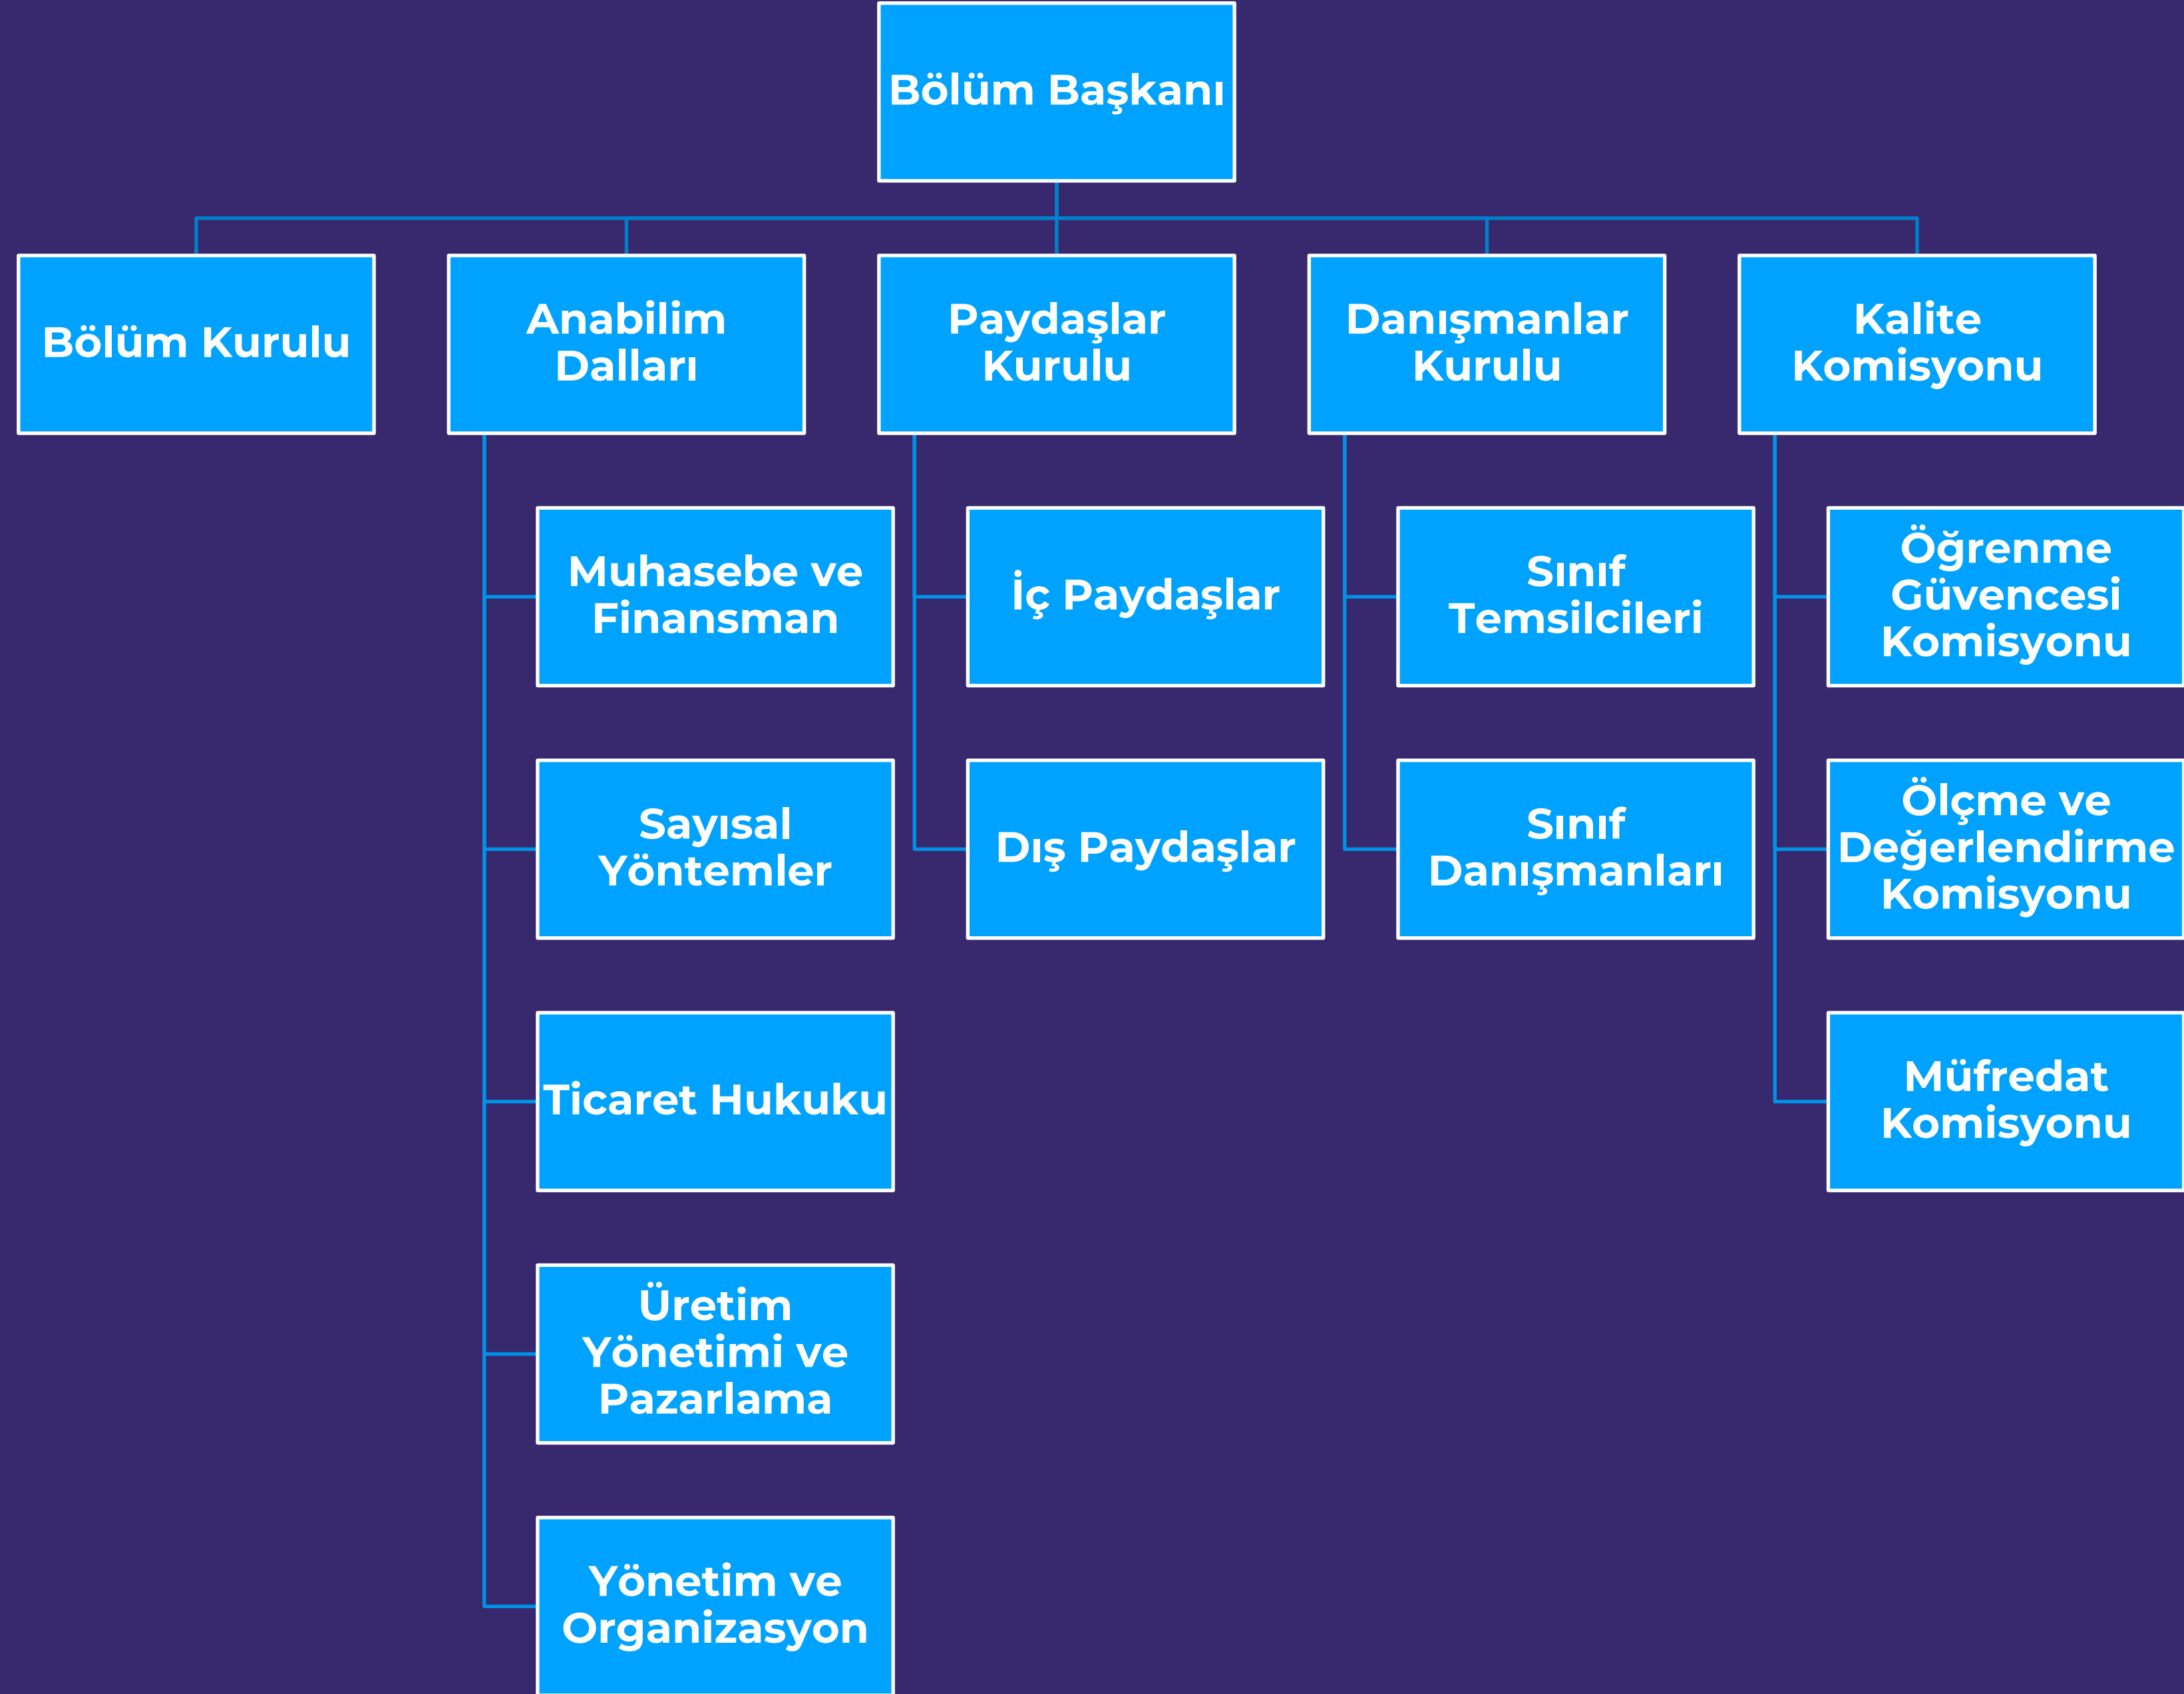 Bölüm Başkanı
Bölüm Kurulu
Anabilim
Dalları
Paydaşlar
Kurulu
Danışmanlar
Kurulu
Kalite
Komisyonu
Muhasebe ve
Finansman
Sayısal
Yöntemler
Ticaret Hukuku
Üretim
Yönetimi ve
Pazarlama
Yönetim ve
Organizasyon
İç Paydaşlar
Dış Paydaşlar
Sınıf
Temsilcileri
Sınıf
Danışmanları
Öğrenme
Güvencesi
Komisyonu
Ölçme ve
Değerlendirme
Komisyonu
Müfredat
Komisyonu